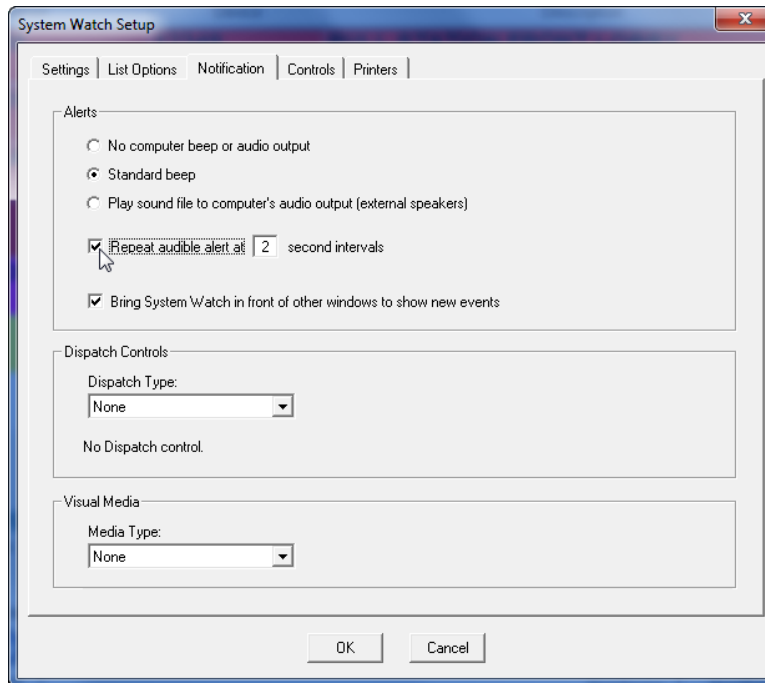 System Watch Setup
Settings List Options Notification Controls Printers
Alerts
No computer beep or audio output
Standard beep
Play sound file to computer's audio output (external speakers)
Repeat audible alert at 2 second intervals
Bring System Watch in front of other windows to show new events
Dispatch Controls
Dispatch Type:
None
No Dispatch control.
Visual Media
Media Type:
None
OK Cancel